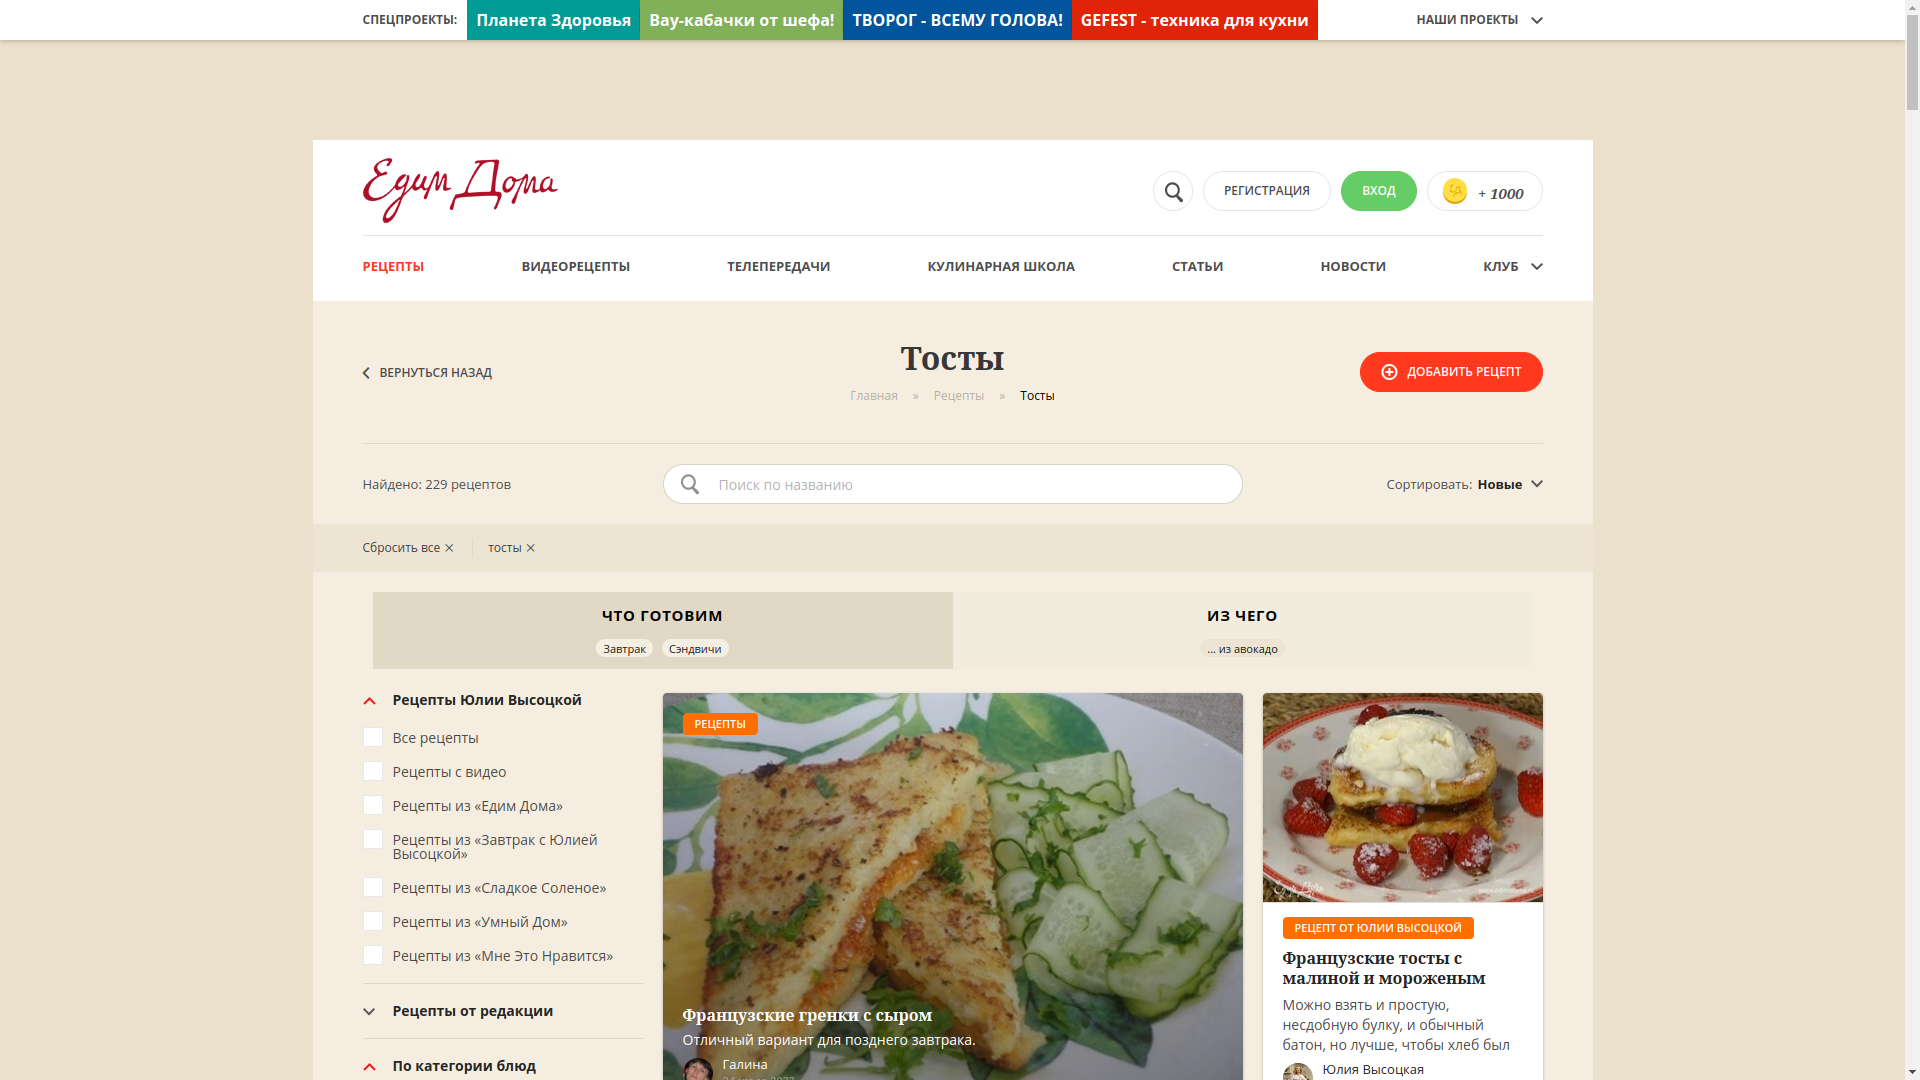 СПЕЦПРОЕКТЫ: Планета Здоровья Вау-кабачки от шефа! ТВОРОГ - ВСЕМУ ГОЛОВА! GEFEST - техника для кухни НАШИ ПРОЕКТЫ
Едим Дома
РЕГИСТРАЦИЯ ВХОД + 1000
РЕЦЕПТЫ ВИДЕОРЕЦЕПТЫ ТЕЛЕПЕРЕДАЧИ КУЛИНАРНАЯ ШКОЛА СТАТЬИ НОВОСТИ КЛУБ
ВЕРНУТЬСЯ НАЗАД
Тосты
Главная » Рецепты » Тосты
ДОБАВИТЬ РЕЦЕПТ
Найдено: 229 рецептов
Поиск по названию
Сортировать: Новые
Сбросить все тосты
ЧТО ГОТОВИМ
Завтрак Сэндвичи
ИЗ ЧЕГО
... из авокадо
Рецепты Юлии Высоцкой
Все рецепты
Рецепты с видео
Рецепты из «Едим Дома»
Рецепты из «Завтрак с Юлией
Высоцкой»
Рецепты из «Сладкое Соленое»
Рецепты из «Умный Дом»
Рецепты из «Мне Это Нравится»
Рецепты от редакции
По категории блюд
РЕЦЕПТЫ
Французские гренки с сыром
Отличный вариант для позднего завтрака.
Галина
РЕЦЕПТ ОТ ЮЛИИ ВЫСОЦКОЙ
Французские тосты с
малиной и мороженым
Можно взять и простую,
несдобную булку, и обычный
батон, но лучше, чтобы хлеб был
Юлия Высоцкая